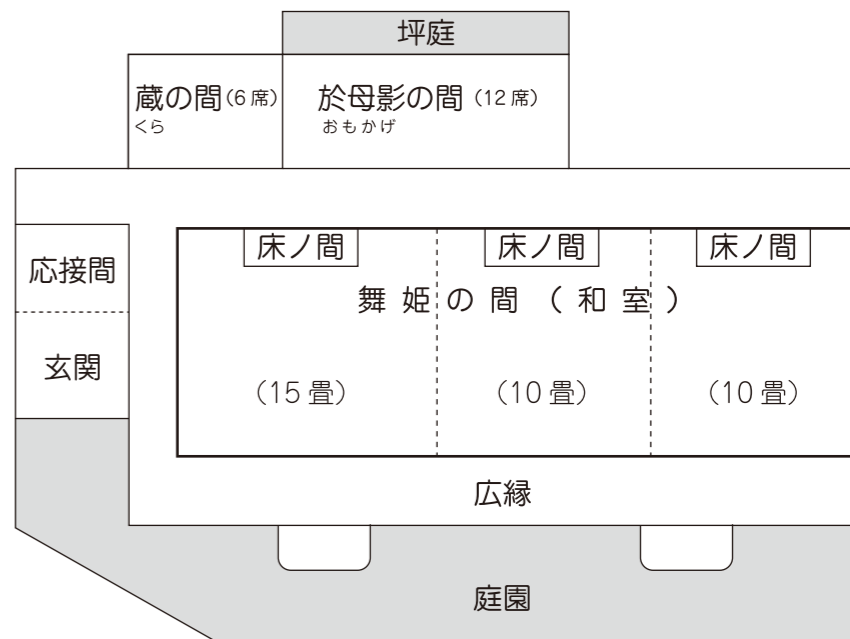 坪庭
蔵の間(6席)
くら
於母影の間(12席)
おもかげ
応接間
玄関
床ノ間
床ノ間
床ノ間
舞姫の間(和室)
(15畳)
(10畳)
(10畳)
広縁
庭園